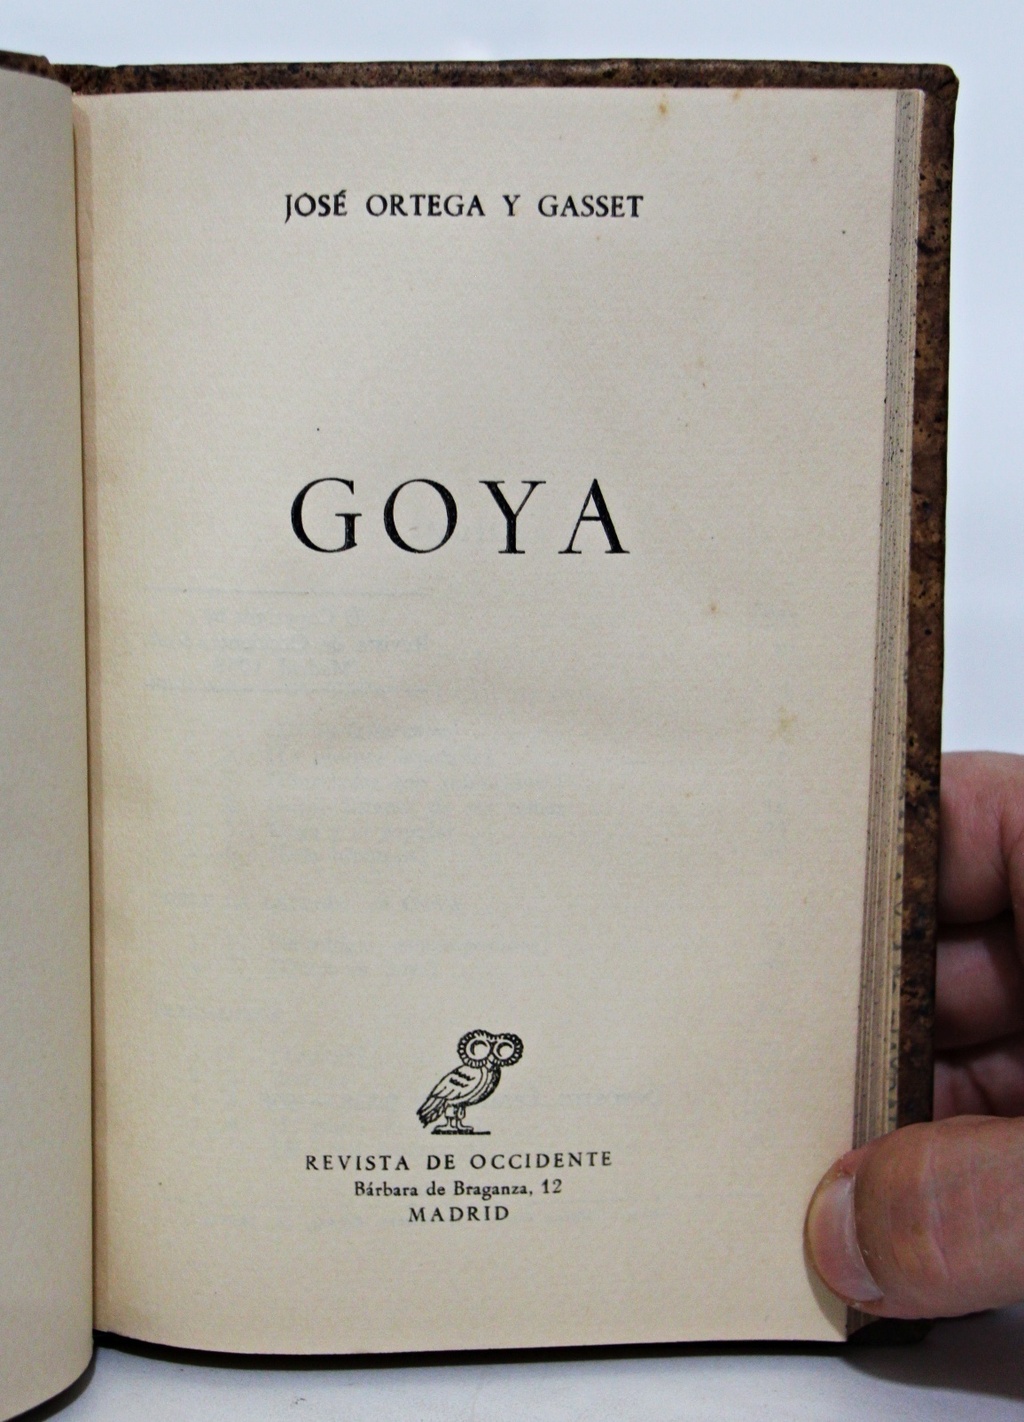 JOSÉ ORTEGA Y GASSET
GOYA
REVISTA DE OCCIDENTE
Bárbara de Braganza, 12
MADRID